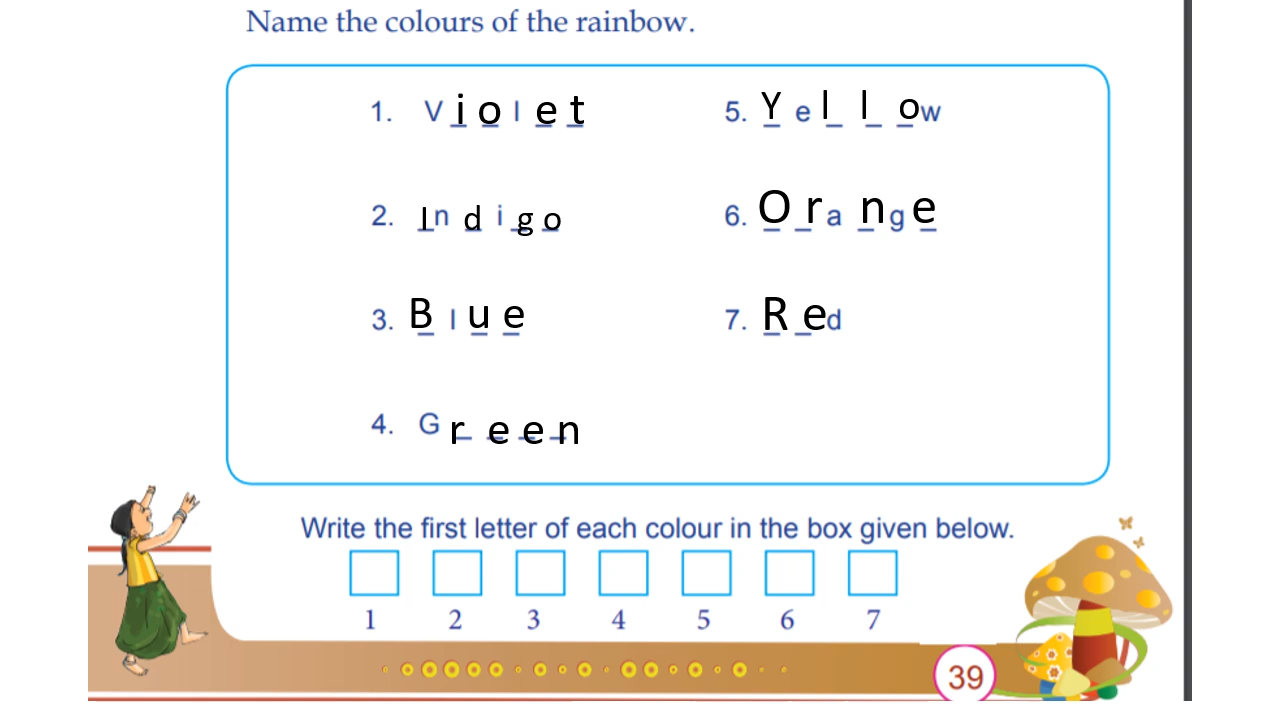 Name the colours of the rainbow.
1. Violet
5. Yellow
2. Indigo
6. Orange
3. Blue
7. Red
4. Green
Write the first letter of each colour in the box given below.
1 2 3 4 5 6 7
39